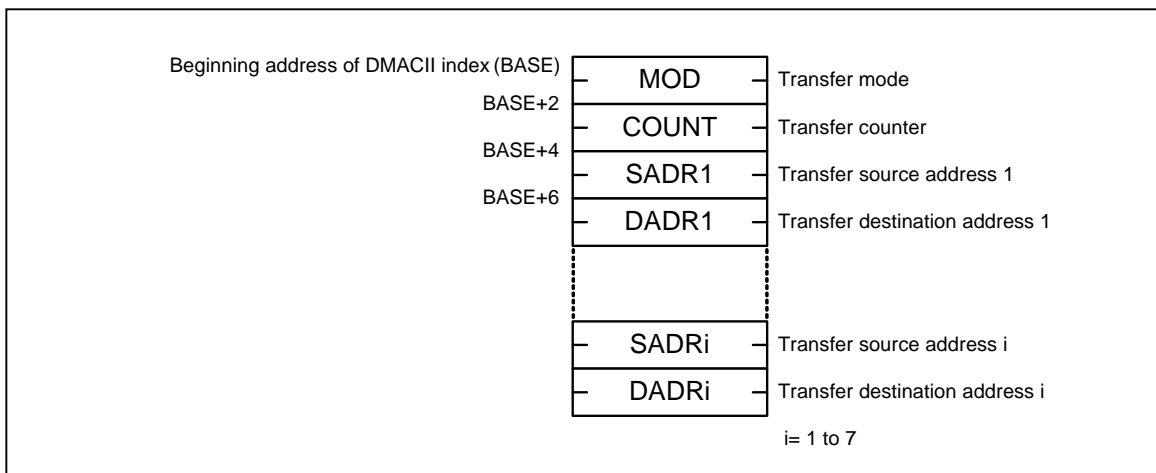 Beginning address of DMACII index (BASE)
MOD
Transfer mode
BASE+2
COUNT
Transfer counter
BASE+4
SADR1
Transfer source address 1
BASE+6
DADR1
Transfer destination address 1
SADRi
Transfer source address i
DADRi
Transfer destination address i
i= 1 to 7